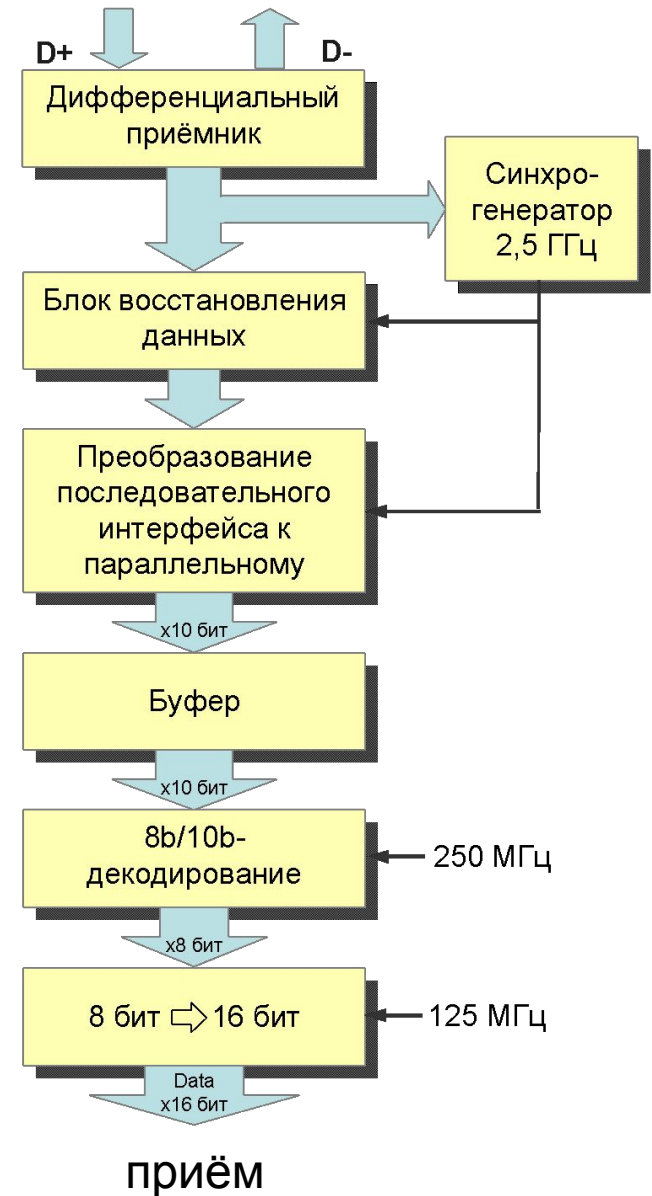 D+
D-
Дифференциальный
приёмник
Синхро-
генератор
2,5 ГГц
Блок восстановления
данных
Преобразование
последовательного
интерфейса к
параллельному
x10 бит
Буфер
x10 бит
8b/10b-
декодирование
250 МГц
x8 бит
8 бит ⇨ 16 бит
125 МГц
Data
x16 бит
приём